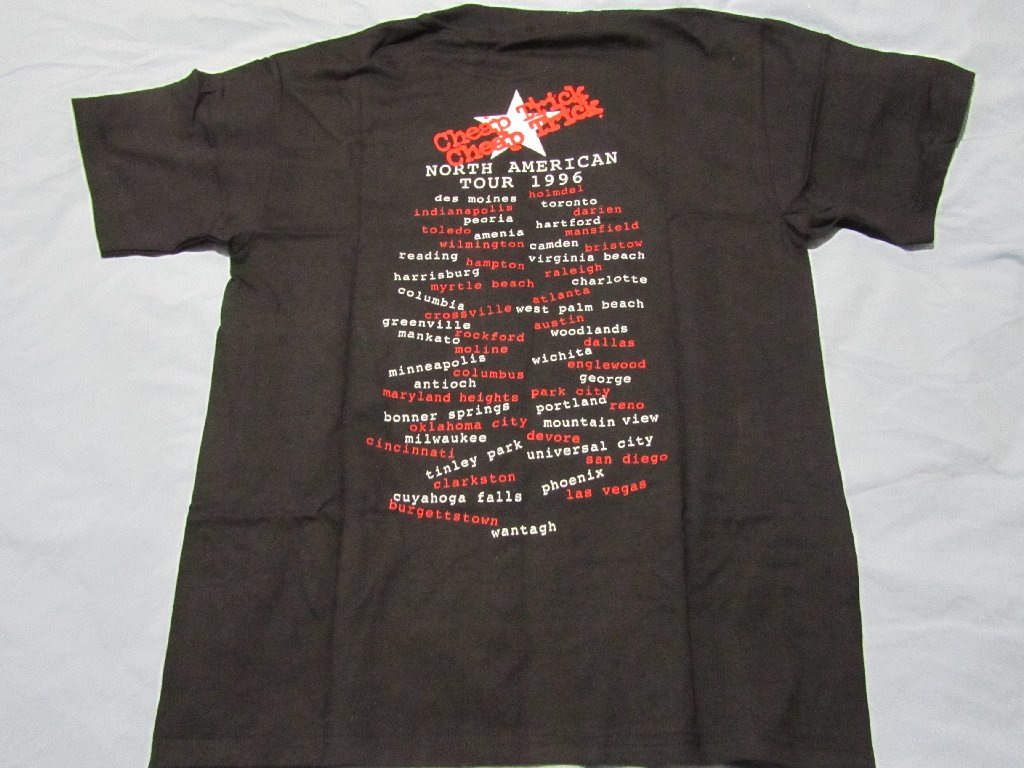 Cheap Trick
Cheap Trick
NORTH AMERICAN
TOUR 1996
des moines holmdel
indianapolis toronto
peoria darien
toledo hartford
amenia mansfield
wilmington camden bristow
reading hampton virginia beach
harrisburg raleigh
myrtle beach charlotte
columbia atlanta
crossville west palm beach
greenville austin
mankato rockford woodlands
moline dallas
minneapolis wichita
columbus englewood
antioch george
maryland heights park city
bonner springs portland reno
oklahoma city mountain view
milwaukee devore
cincinnati universal city
tinley park san diego
clarkston phoenix
cuyahoga falls las vegas
burgettstown
wantagh